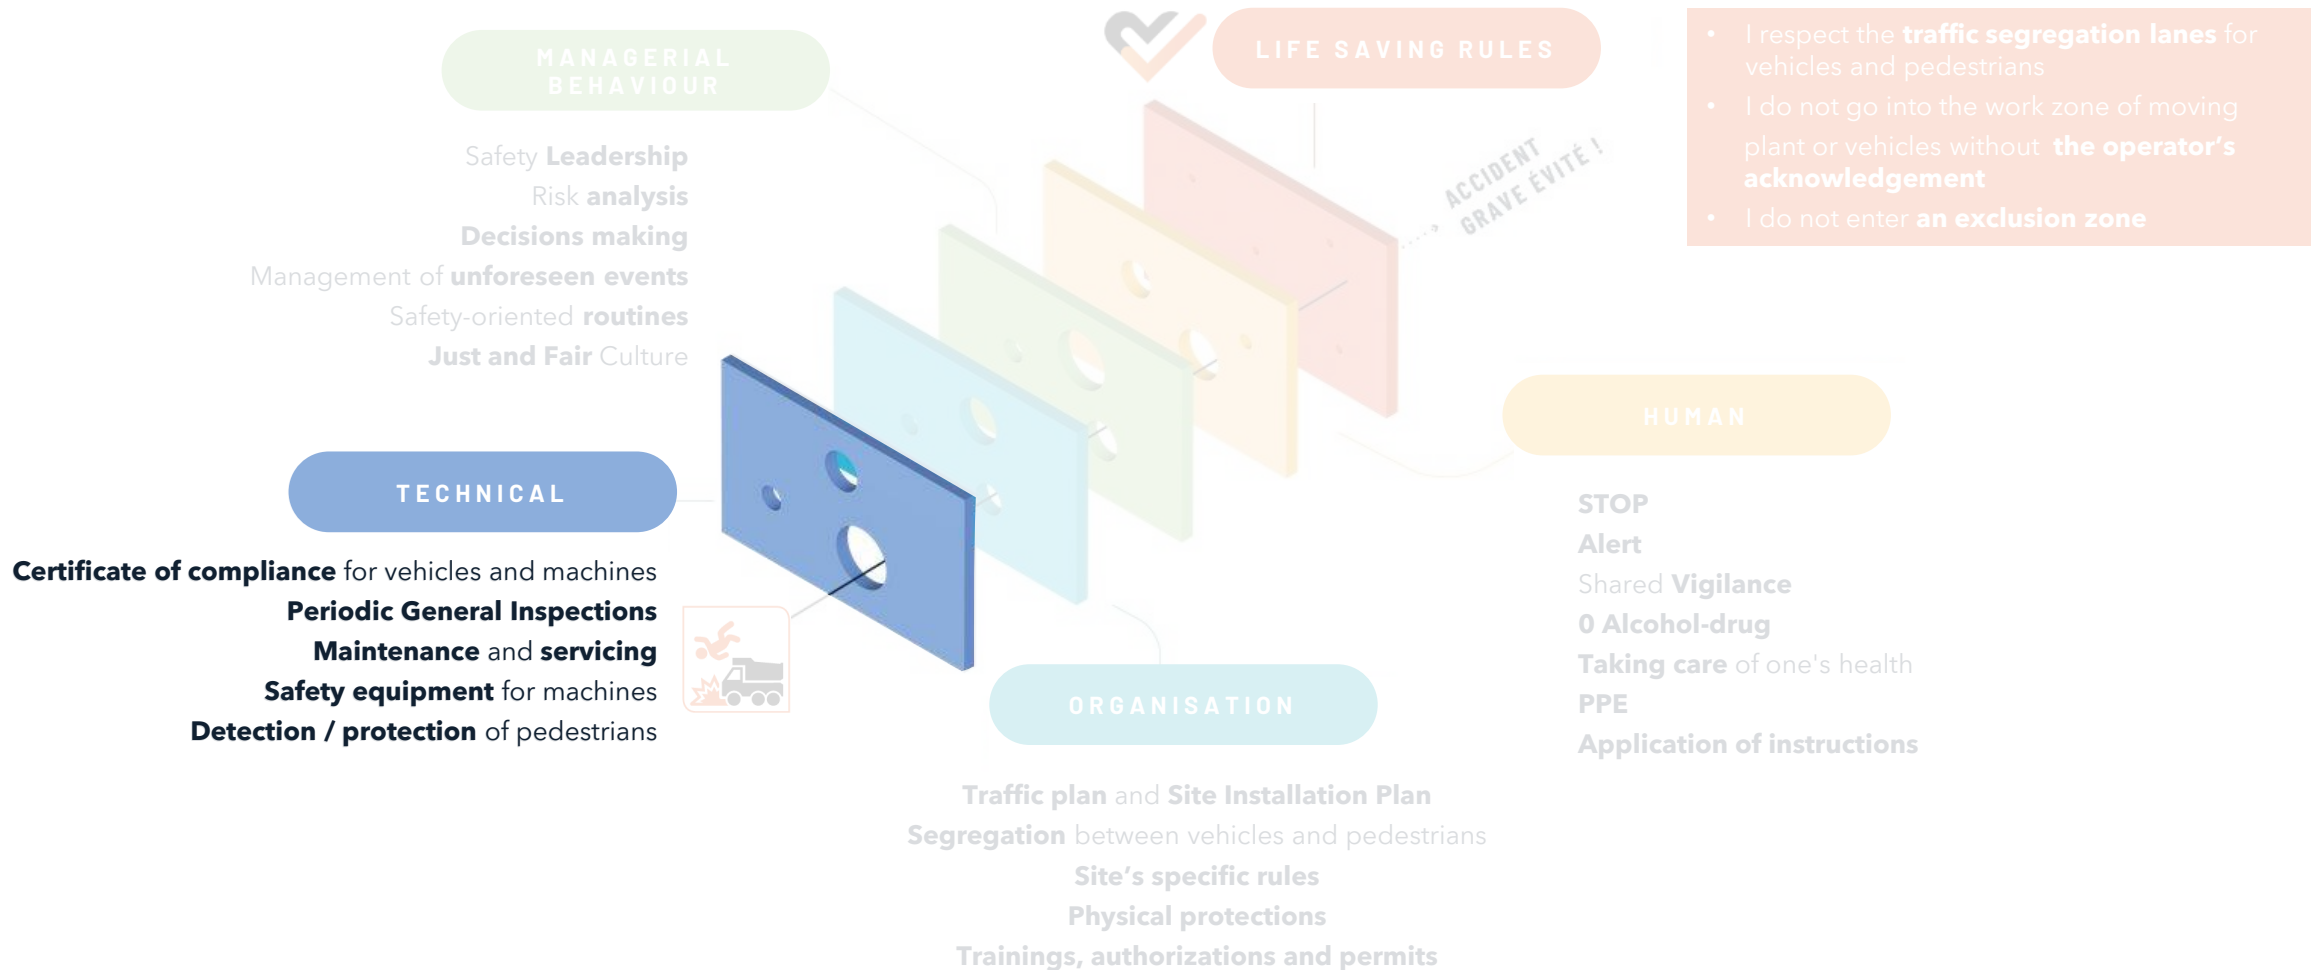 MANAGERIAL
BEHAVIOUR
Safety Leadership
Risk analysis
Decisions making
Management of unforeseen events
Safety-oriented routines
Just and Fair Culture
LIFE SAVING RULES
• I respect the traffic segregation lanes for
vehicles and pedestrians
• I do not go into the work zone of moving
plant or vehicles without the operator's
acknowledgement
• I do not enter an exclusion zone
ACCIDENT
GRAVE ÉVITÉ !
TECHNICAL
Certificate of compliance for vehicles and machines
Periodic General Inspections
Maintenance and servicing
Safety equipment for machines
Detection / protection of pedestrians
HUMAN
STOP
Alert
Shared Vigilance
0 Alcohol-drug
Taking care of one's health
PPE
Application of instructions
ORGANISATION
Traffic plan and Site Installation Plan
Segregation between vehicles and pedestrians
Site's specific rules
Physical protections
Trainings, authorizations and permits